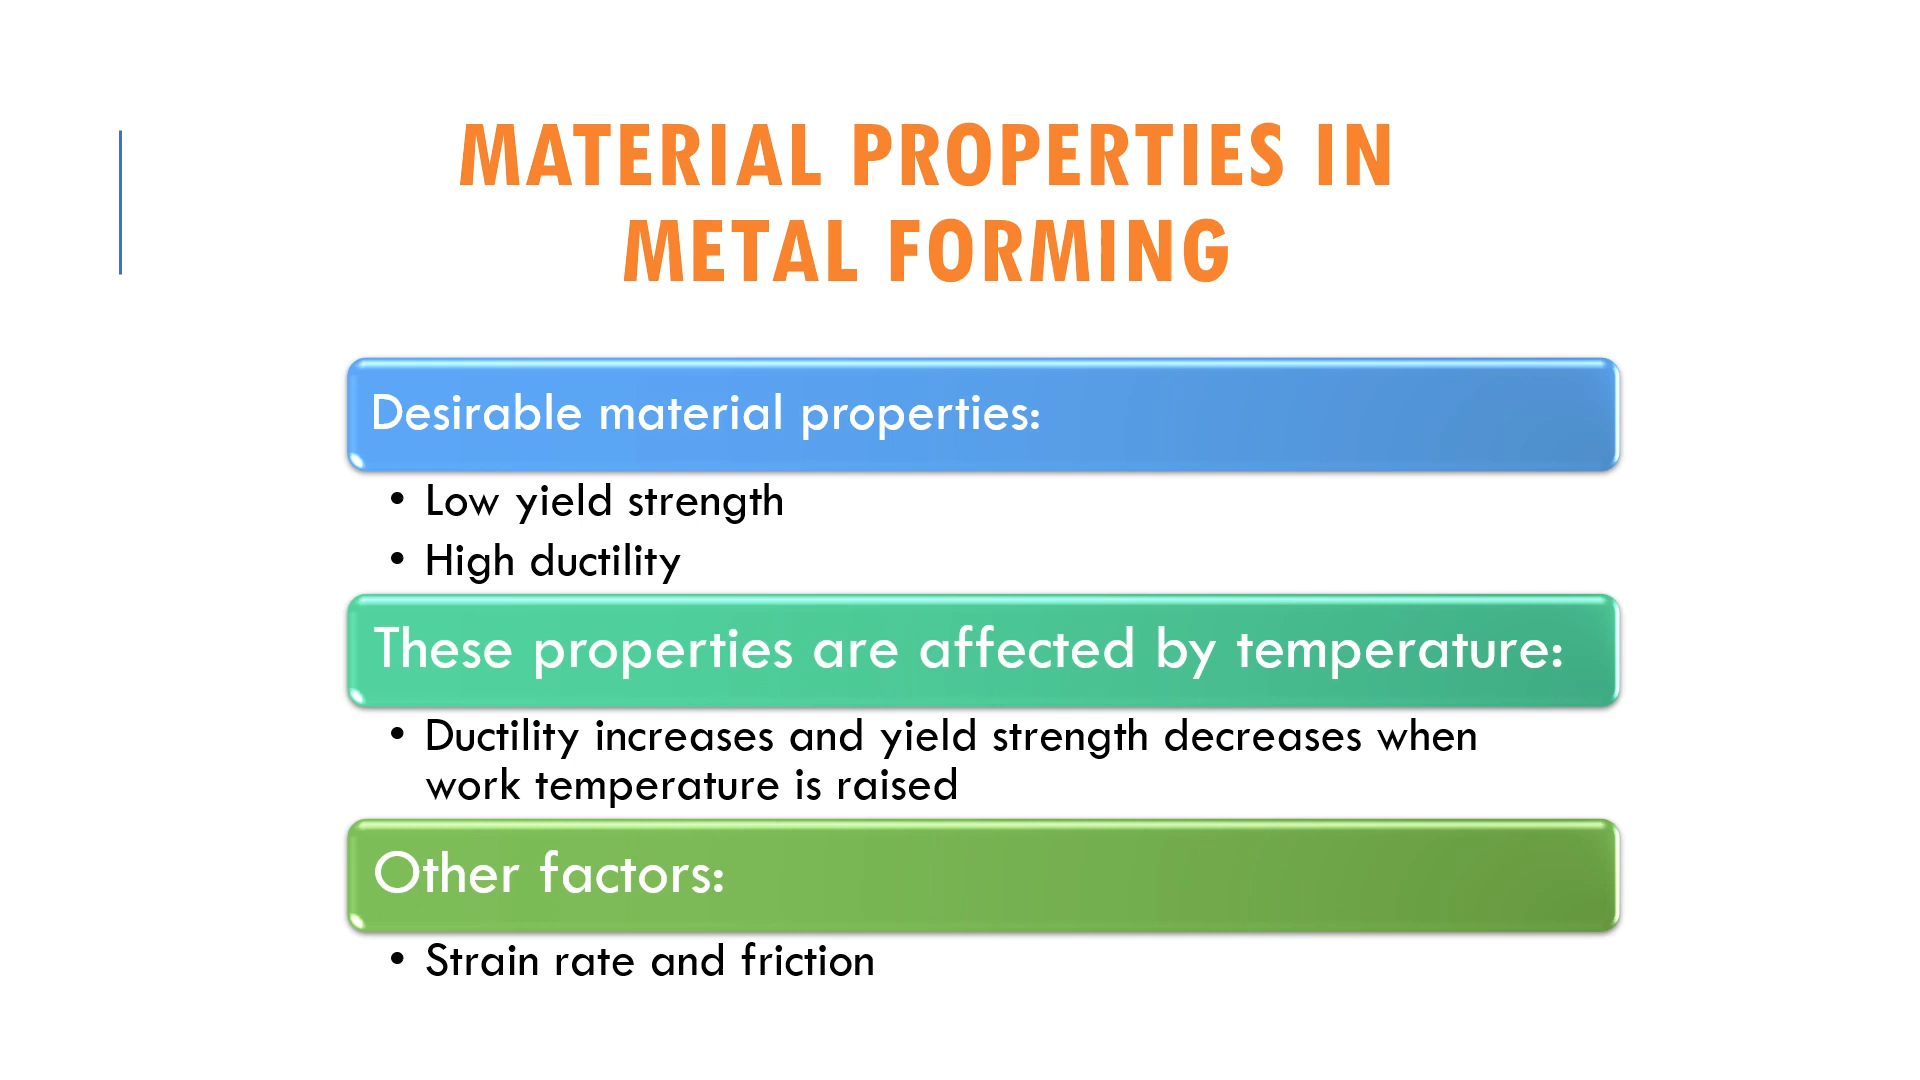 MATERIAL PROPERTIES IN
METAL FORMING
Desirable material properties:
• Low yield strength
• High ductility
These properties are affected by temperature:
• Ductility increases and yield strength decreases when
work temperature is raised
Other factors:
• Strain rate and friction